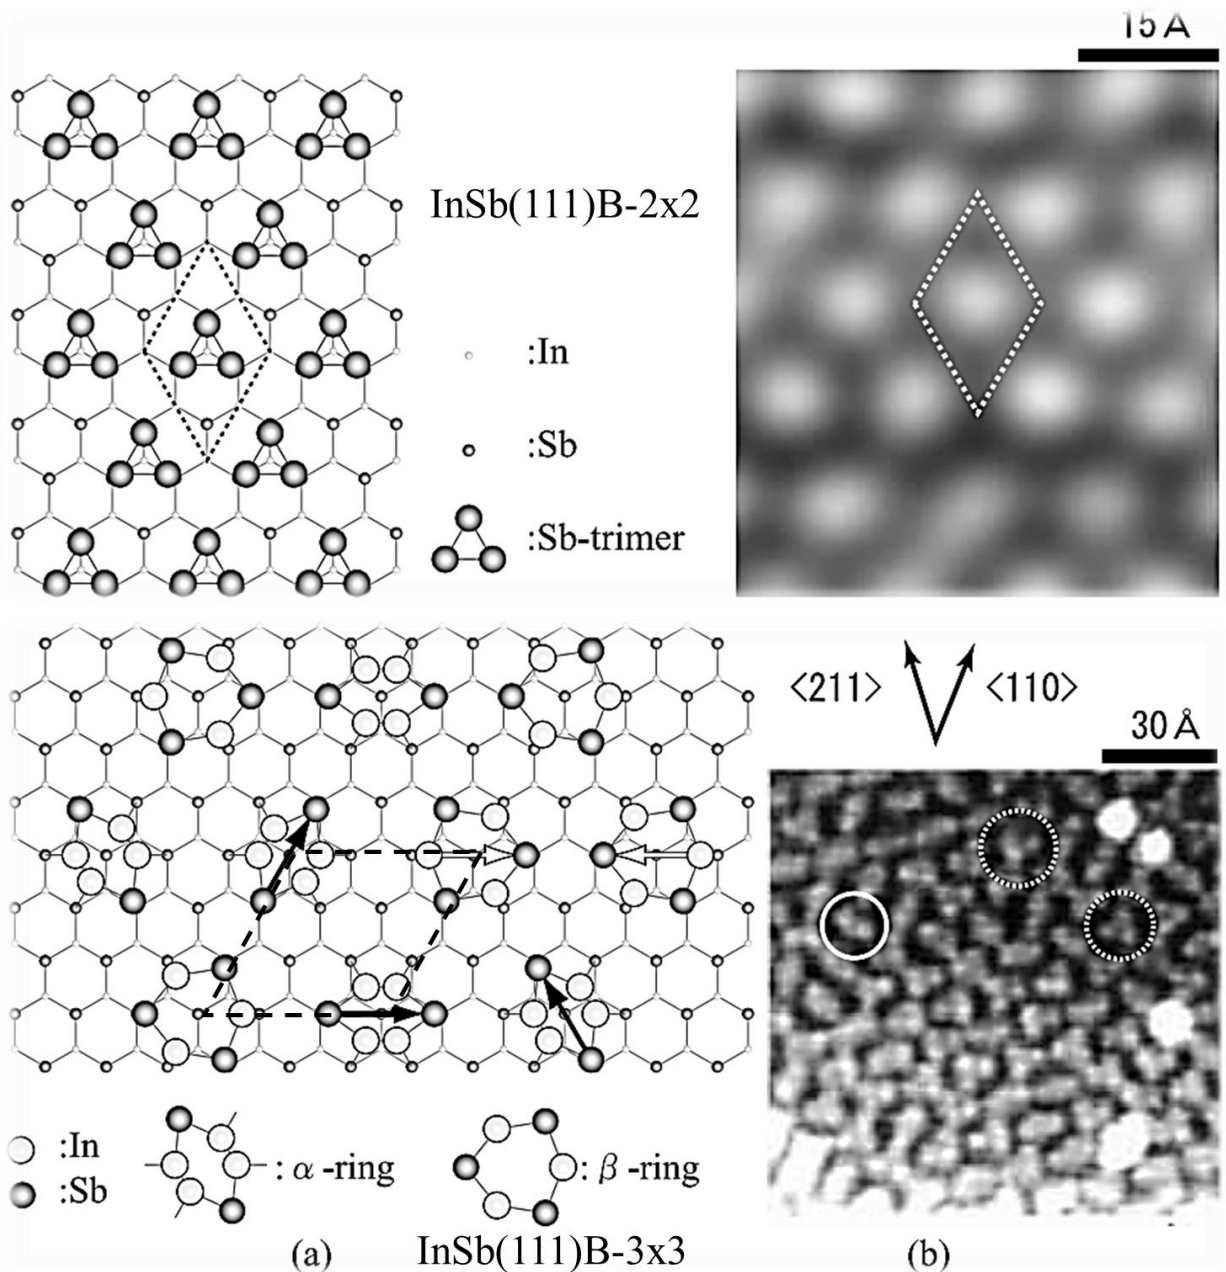 15 Å
InSb(111)B-2x2
:In
:Sb
:Sb-trimer
<211>
<110>
30 Å
:In
:Sb
: α -ring
: β -ring
(a)
InSb(111)B-3x3
(b)